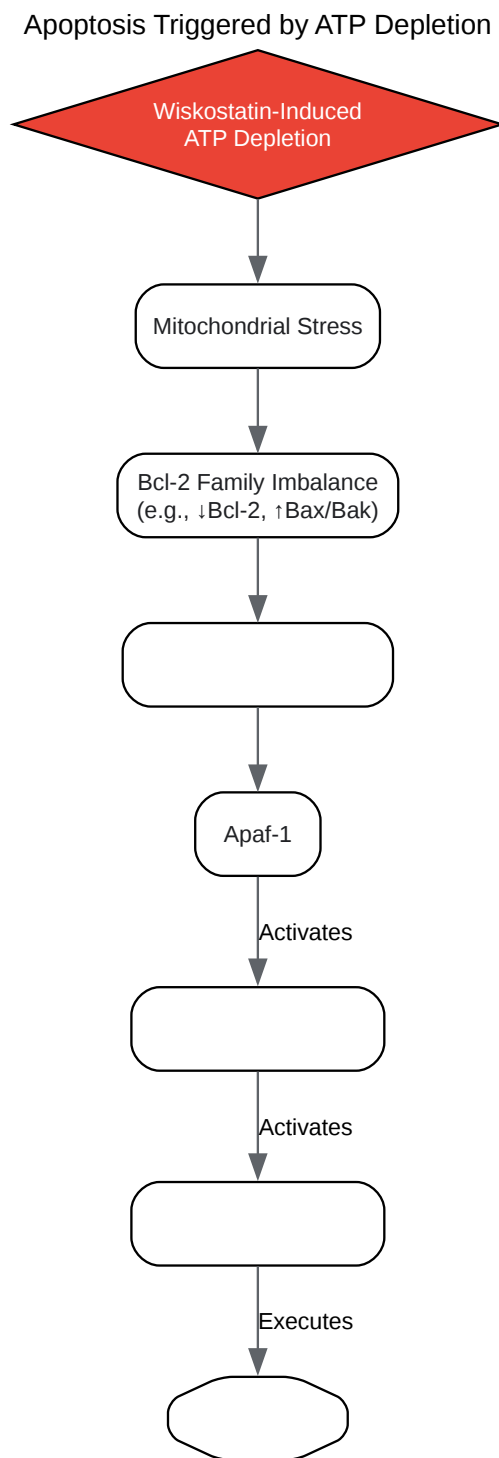 Apoptosis Triggered by ATP Depletion
Wiskostatin-Induced
ATP Depletion
Mitochondrial Stress
Bcl-2 Family Imbalance
(e.g., ↓Bcl-2, ↑Bax/Bak)
Apaf-1
Activates
Activates
Executes